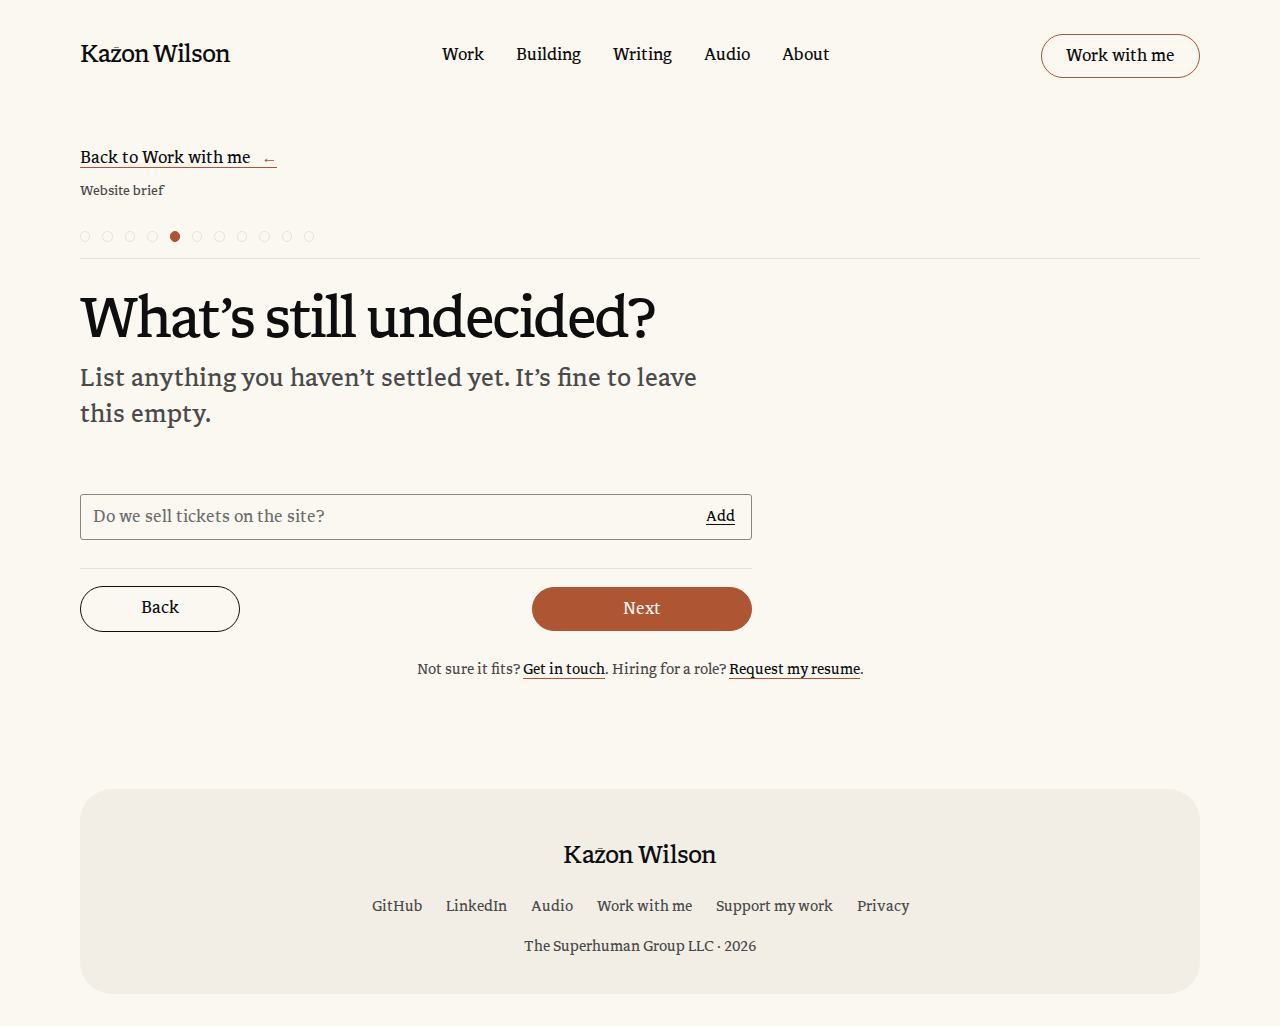 Kazon Wilson
Work Building Writing Audio About
Work with me
Back to Work with me ←
Website brief
What’s still undecided?
List anything you haven’t settled yet. It’s fine to leave
this empty.
Do we sell tickets on the site? Add
Back Next
Not sure it fits? Get in touch. Hiring for a role? Request my resume.
Kazon Wilson
GitHub LinkedIn Audio Work with me Support my work Privacy
The Superhuman Group LLC · 2026